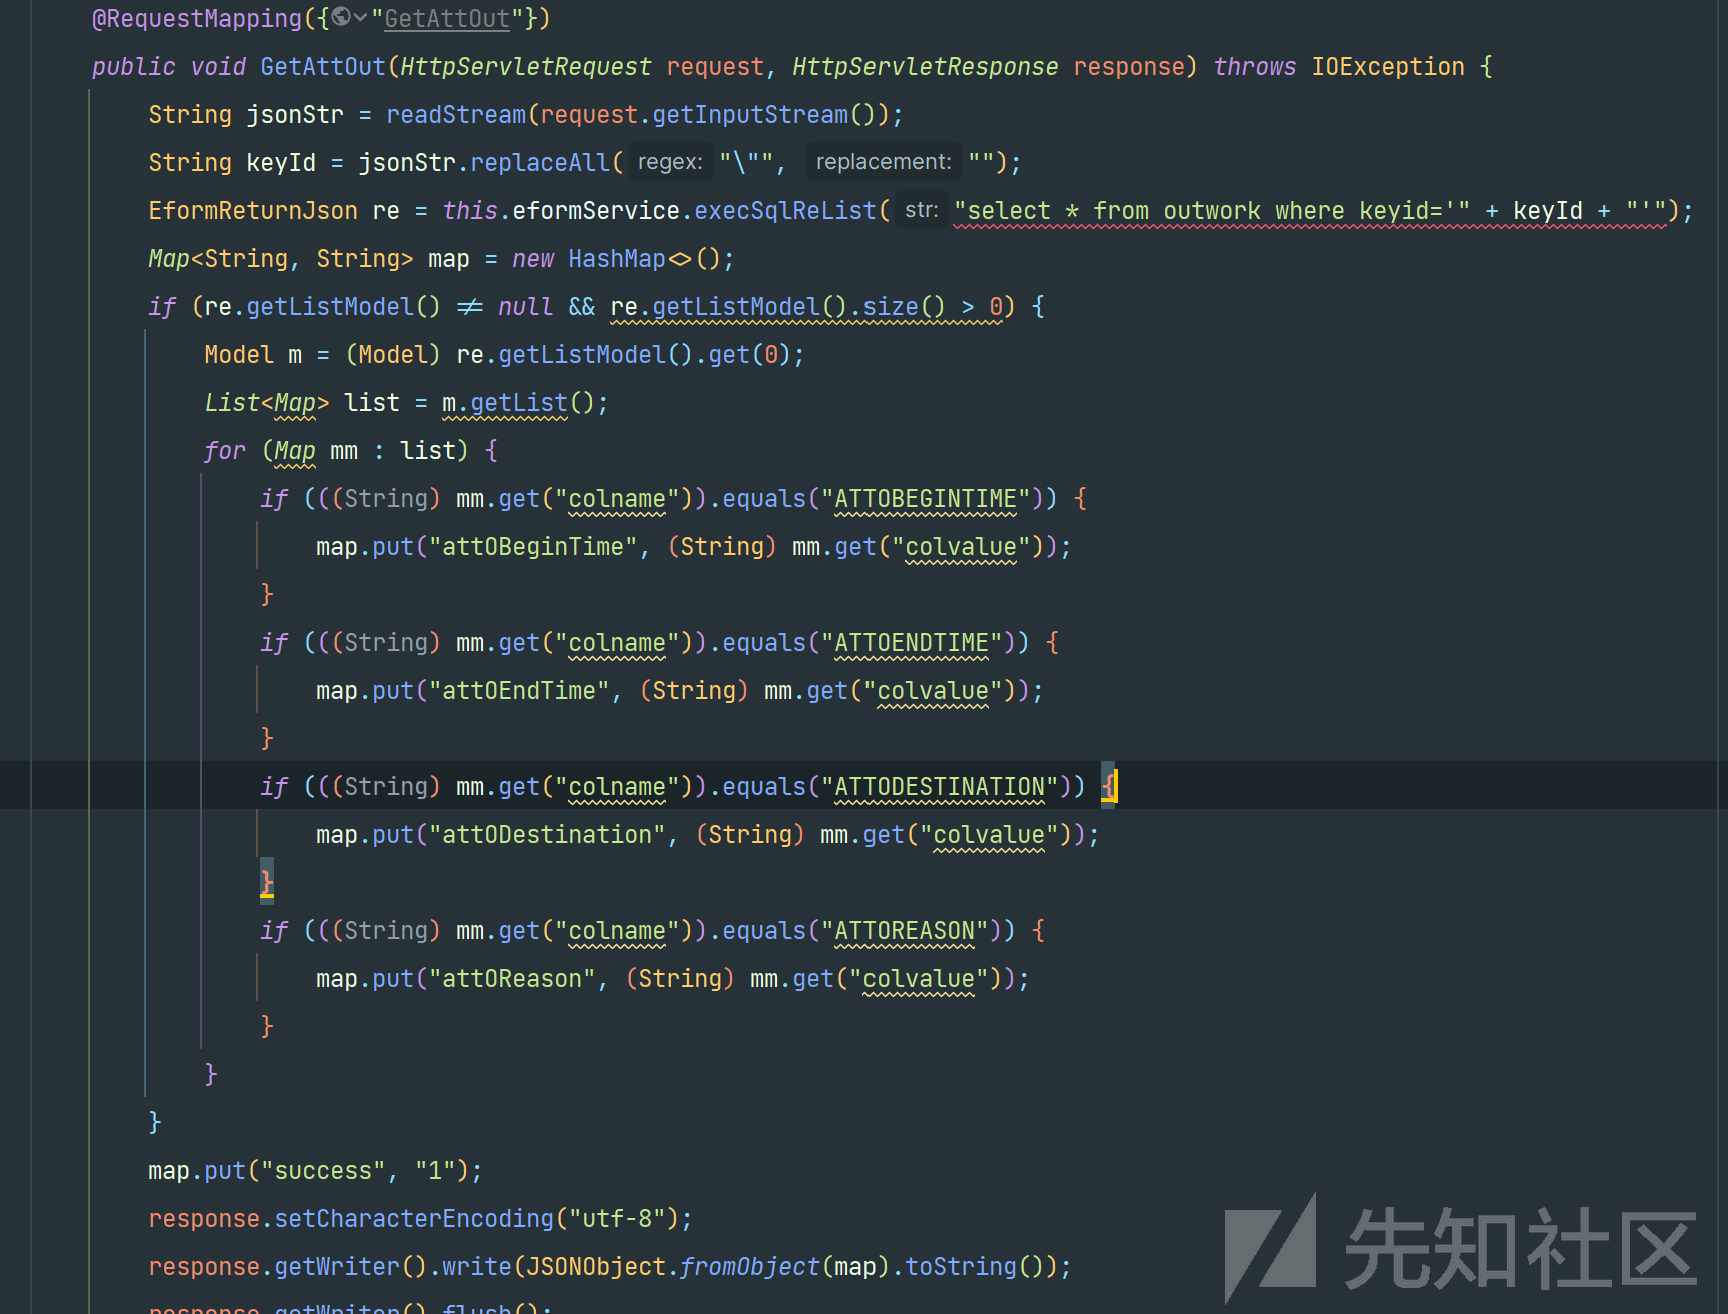 @RequestMapping({"GetAttOut"})
public void GetAttOut(HttpServletRequest request, HttpServletResponse response) throws IOException {
String jsonStr = readStream(request.getInputStream());
String keyId = jsonStr.replaceAll( regex: "\"", replacement: "");
EformReturnJson re = this.eformService.execSqlReList( str: "select * from outwork where keyid='" + keyId + "'");
Map<String, String> map = new HashMap<>();
if (re.getListModel() != null && re.getListModel().size() > 0) {
Model m = (Model) re.getListModel().get(0);
List<Map> list = m.getList();
for (Map mm : list) {
if (((String) mm.get("colname")).equals("ATTOBEGINTIME")) {
map.put("attOBeginTime", (String) mm.get("colvalue"));
}
if (((String) mm.get("colname")).equals("ATTOENDTIME")) {
map.put("attOEndTime", (String) mm.get("colvalue"));
}
if (((String) mm.get("colname")).equals("ATTODESTINATION")) {
map.put("attODestination", (String) mm.get("colvalue"));
}
if (((String) mm.get("colname")).equals("ATTOREASON")) {
map.put("attOReason", (String) mm.get("colvalue"));
}
}
}
map.put("success", "1");
response.setCharacterEncoding("utf-8");
response.getWriter().write(JSONObject.fromObject(map).toString());
response.getWriter().flush();
先知社区